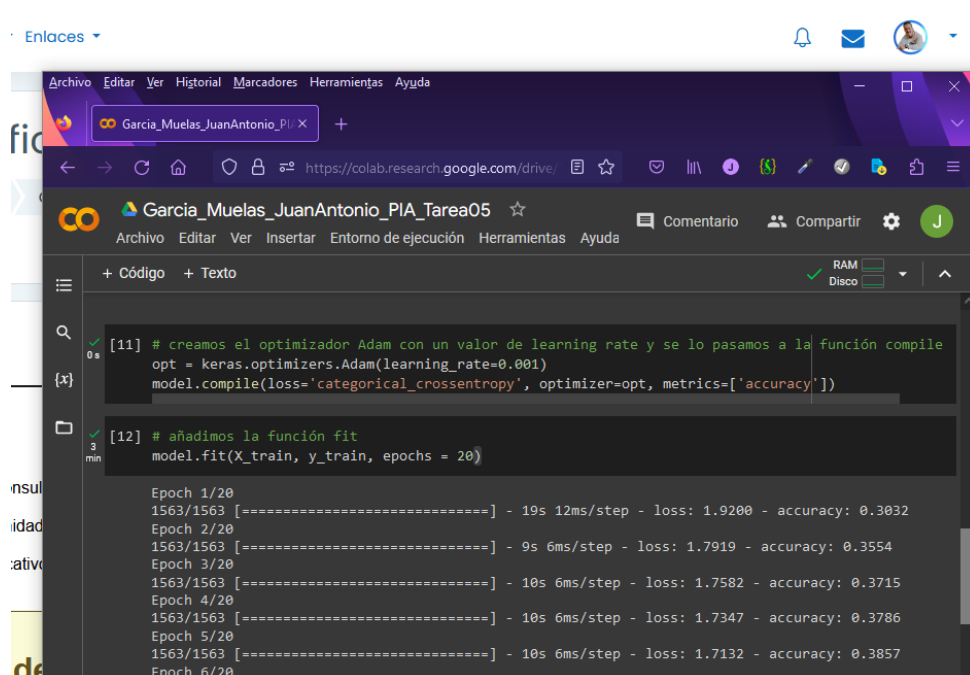 Enlaces
Archivo Editar Ver Historial Marcadores Herramientas Ayuda
Garcia_Muelas_JuanAntonio_PI
https://colab.research.google.com/drive/
Garcia_Muelas_JuanAntonio_PIA_Tarea05
Comentario Compartir J
Archivo Editar Ver Insertar Entorno de ejecución Herramientas Ayuda
+ Código + Texto
RAM
Disco
[11] # creamos el optimizador Adam con un valor de learning rate y se lo pasamos a la función compile
0 s
opt = keras.optimizers.Adam(learning_rate=0.001)
model.compile(loss='categorical_crossentropy', optimizer=opt, metrics=['accuracy'])
{x}
[12] # añadimos la función fit
3
min
model.fit(X_train, y_train, epochs = 20)
Epoch 1/20
1563/1563 [==============================] - 19s 12ms/step - loss: 1.9200 - accuracy: 0.3032
Epoch 2/20
1563/1563 [==============================] - 9s 6ms/step - loss: 1.7919 - accuracy: 0.3554
Epoch 3/20
1563/1563 [==============================] - 10s 6ms/step - loss: 1.7582 - accuracy: 0.3715
Epoch 4/20
1563/1563 [==============================] - 10s 6ms/step - loss: 1.7347 - accuracy: 0.3786
Epoch 5/20
1563/1563 [==============================] - 10s 6ms/step - loss: 1.7132 - accuracy: 0.3857
Epoch 6/20